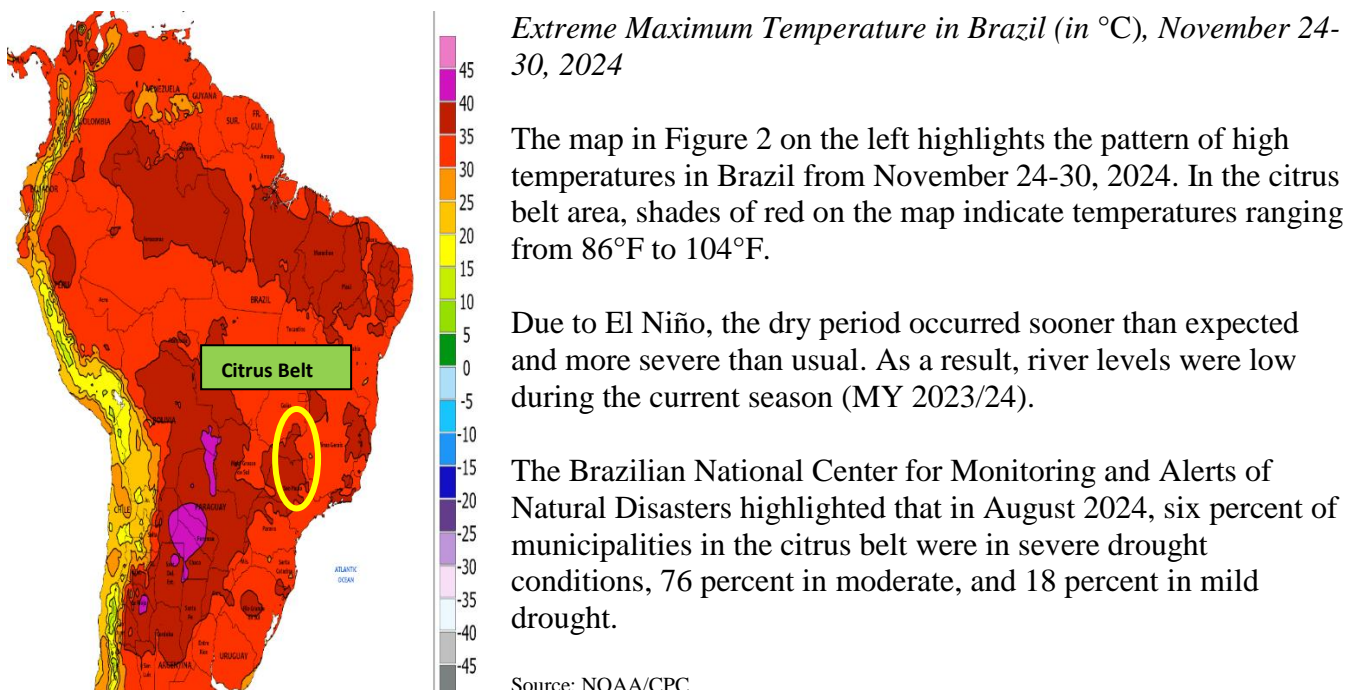 Extreme Maximum Temperature in Brazil (in °C), November 24-
30, 2024
The map in Figure 2 on the left highlights the pattern of high
temperatures in Brazil from November 24-30, 2024. In the citrus
belt area, shades of red on the map indicate temperatures ranging
from 86°F to 104°F.
Due to El Niño, the dry period occurred sooner than expected
and more severe than usual. As a result, river levels were low
during the current season (MY 2023/24).
The Brazilian National Center for Monitoring and Alerts of
Natural Disasters highlighted that in August 2024, six percent of
municipalities in the citrus belt were in severe drought
conditions, 76 percent in moderate, and 18 percent in mild
drought.
Source: NOAA/CPC
VENEZUELA
GUYANA
SUR.
FR.
GUI.
COLOMBIA
ECUADOR
PERU
BRAZIL
Citrus Belt
BOLIVIA
PARAGUAY
CHILE
ATLANTIC
OCEAN
ARGENTINA
URUGUAY
45
40
35
30
25
20
15
10
5
0
-5
-10
-15
-20
-25
-30
-35
-40
-45